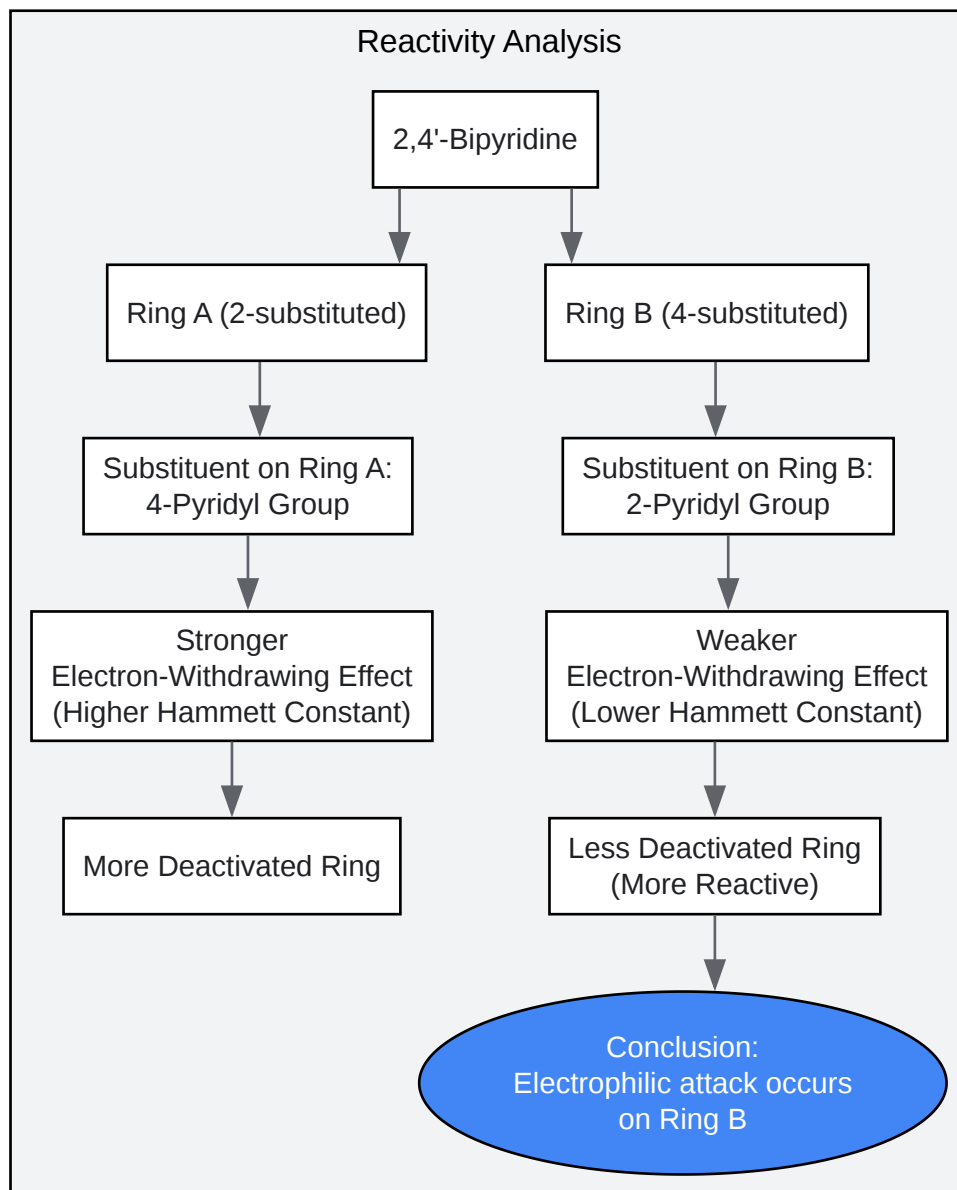 Reactivity Analysis
2,4'-Bipyridine
Ring A (2-substituted)
Ring B (4-substituted)
Substituent on Ring A:
4-Pyridyl Group
Substituent on Ring B:
2-Pyridyl Group
Stronger
Electron-Withdrawing Effect
(Higher Hammett Constant)
Weaker
Electron-Withdrawing Effect
(Lower Hammett Constant)
More Deactivated Ring
Less Deactivated Ring
(More Reactive)
Conclusion:
Electrophilic attack occurs
on Ring B